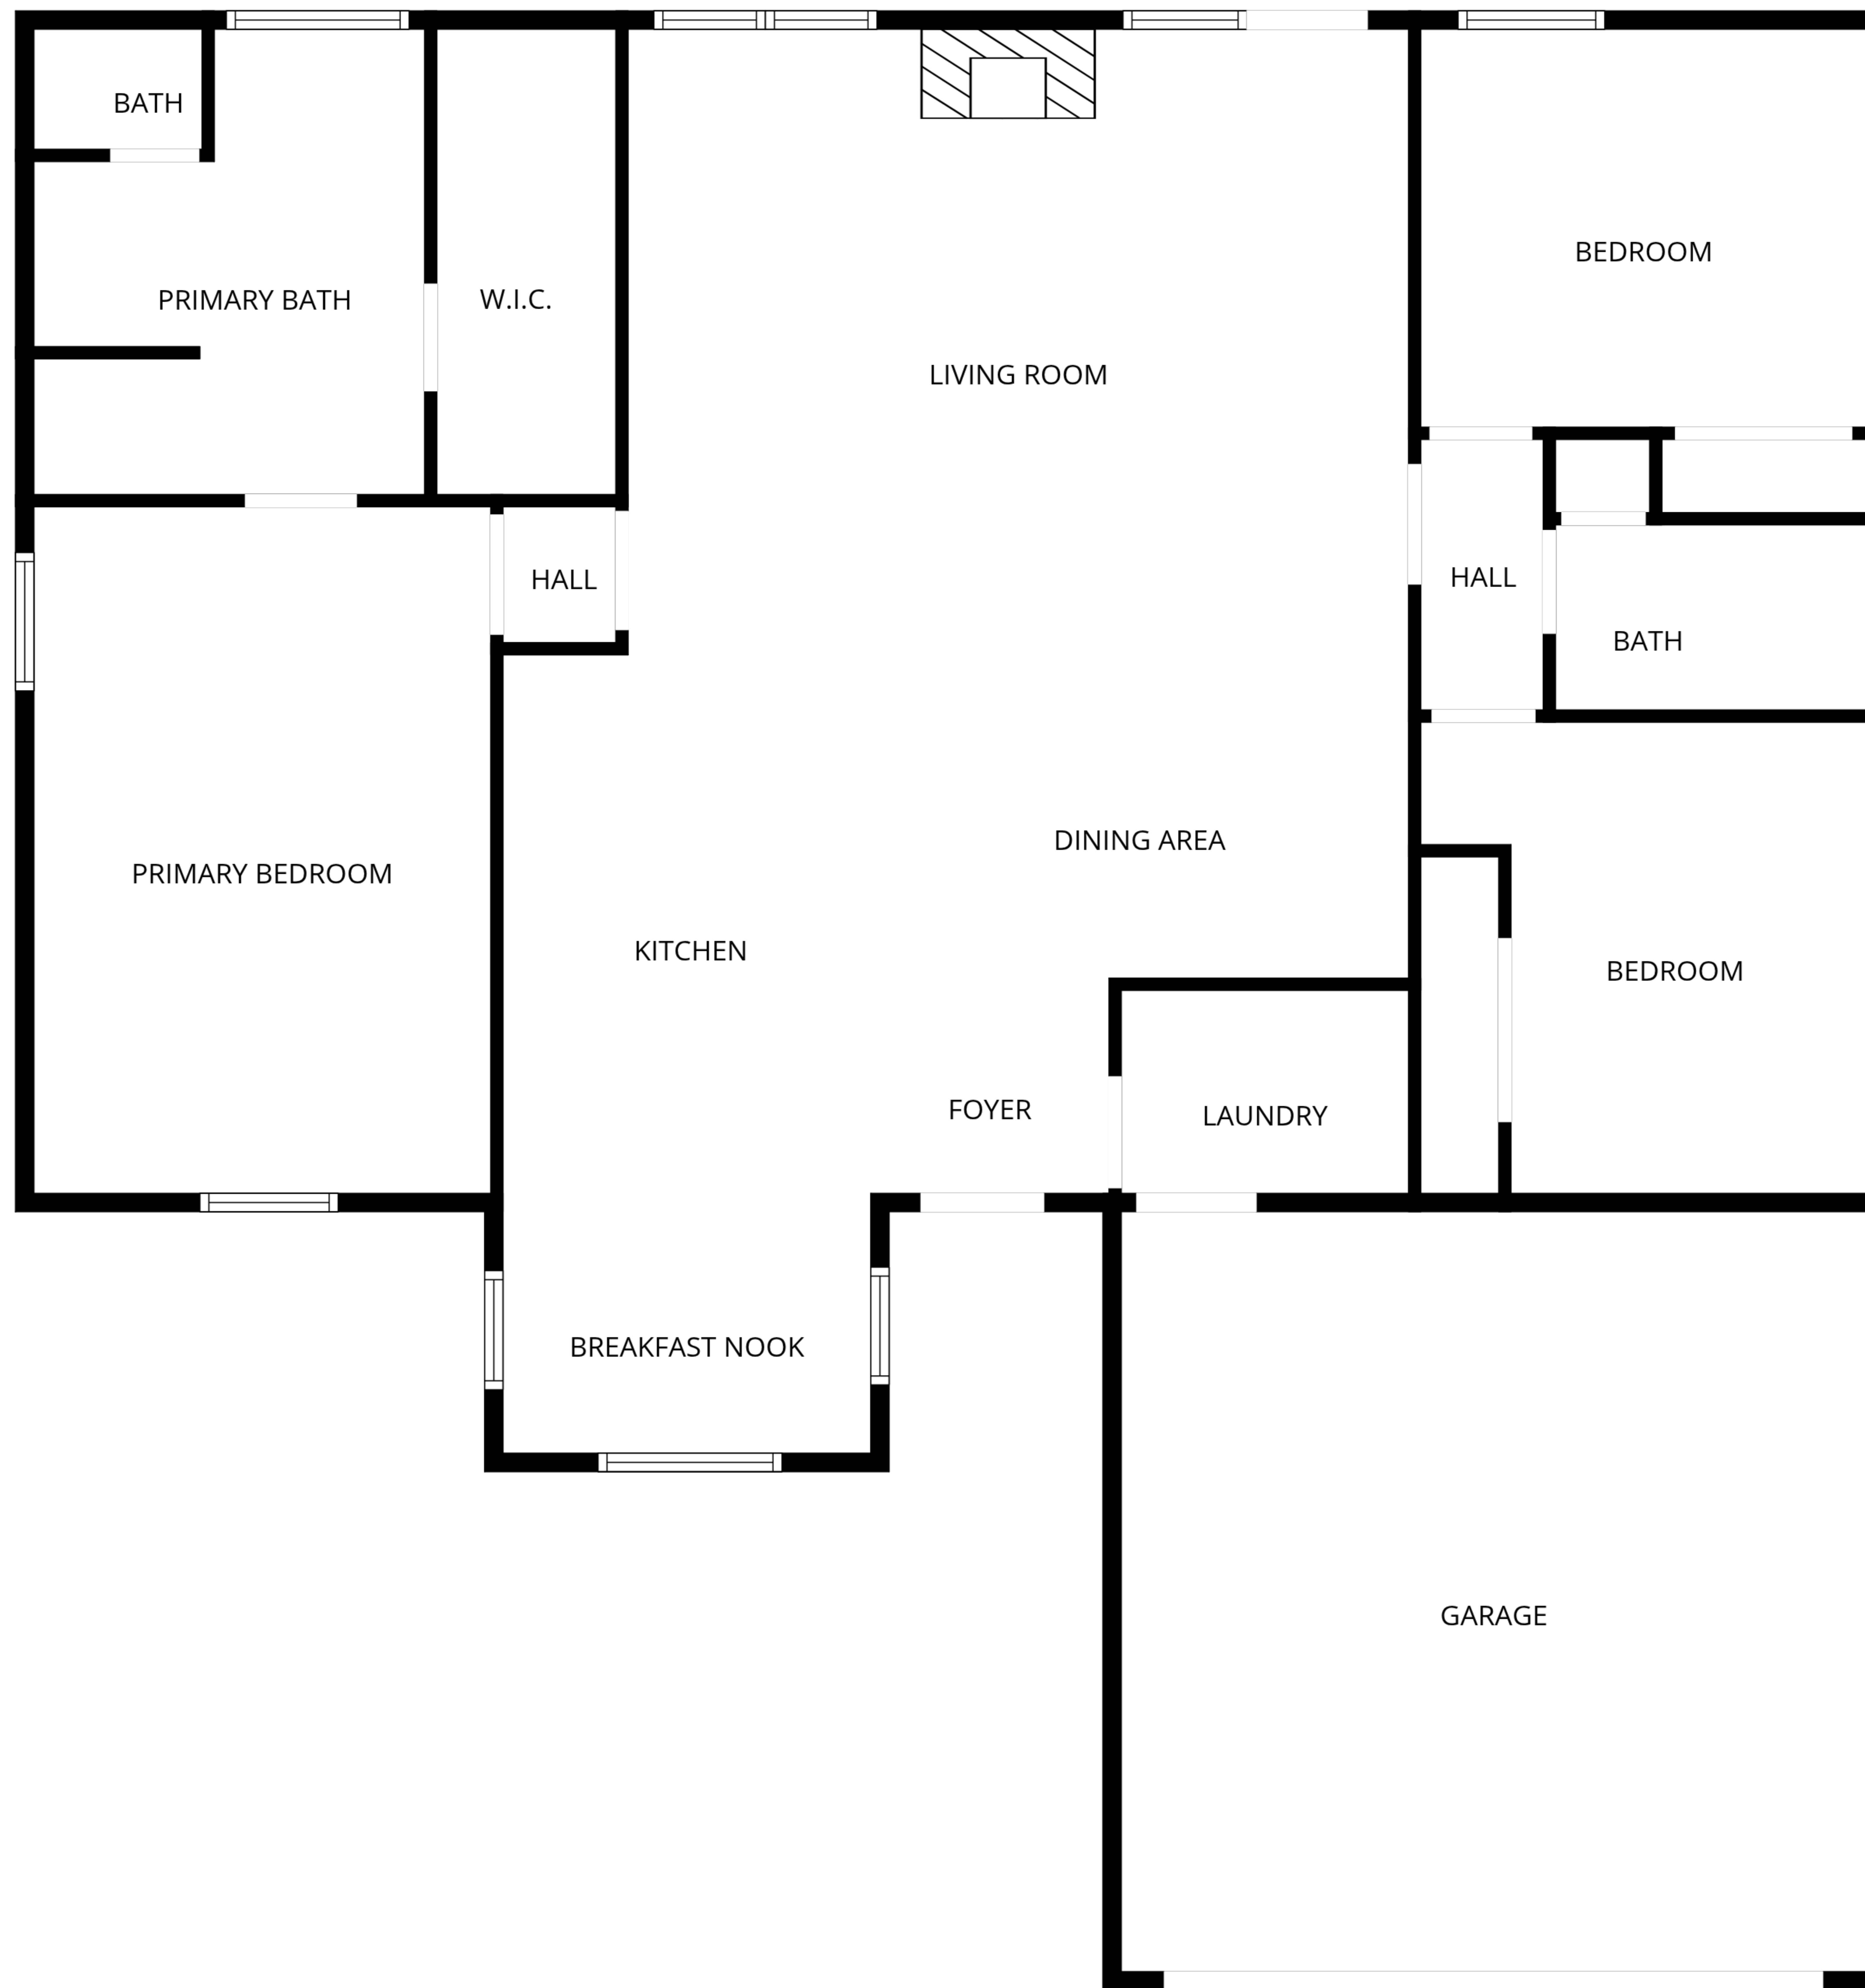 BATH
BEDROOM
PRIMARY BATH
W.I.C.
LIVING ROOM
HALL
HALL
BATH
DINING AREA
PRIMARY BEDROOM
KITCHEN
BEDROOM
FOYER
LAUNDRY
BREAKFAST NOOK
GARAGE